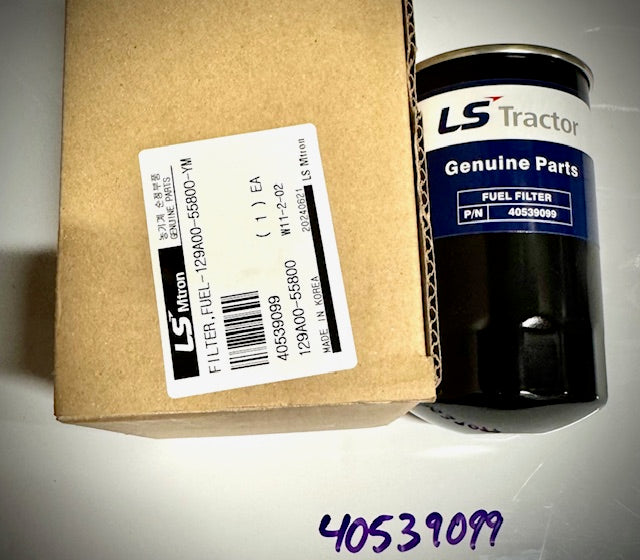 농기계 순정부품
GENUINE PARTS
LS Mtron
FILTER,FUEL-129A00-55800-YM
( 1 ) EA
40539099
W11-2-02
129A00-55800
20240621
MADE IN KOREA
LS Mtron
LS Tractor
Genuine Parts
FUEL FILTER
P/N 40539099
40539099